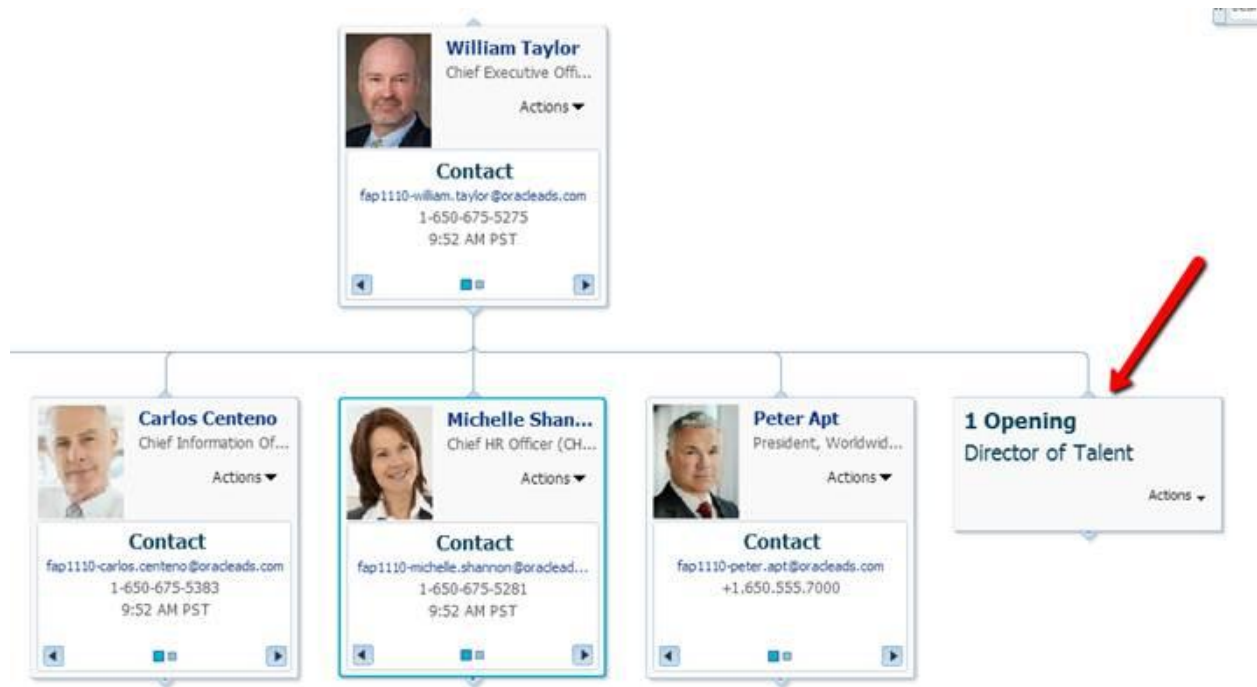 William Taylor
Chief Executive Offi...
Actions
Contact
fap1110-william.taylor@oracleads.com
1-650-675-5275
9:52 AM PST
Carlos Centeno
Chief Information Of...
Actions
Contact
fap1110-carlos.centeno@oracleads.com
1-650-675-5383
9:52 AM PST
Michelle Shan...
Chief HR Officer (CH...
Actions
Contact
fap1110-michelle.shannon@oraclead...
1-650-675-5281
9:52 AM PST
Peter Apt
President, Worldwid...
Actions
Contact
fap1110-peter.apt@oracleads.com
+1.650.555.7000
1 Opening
Director of Talent
Actions